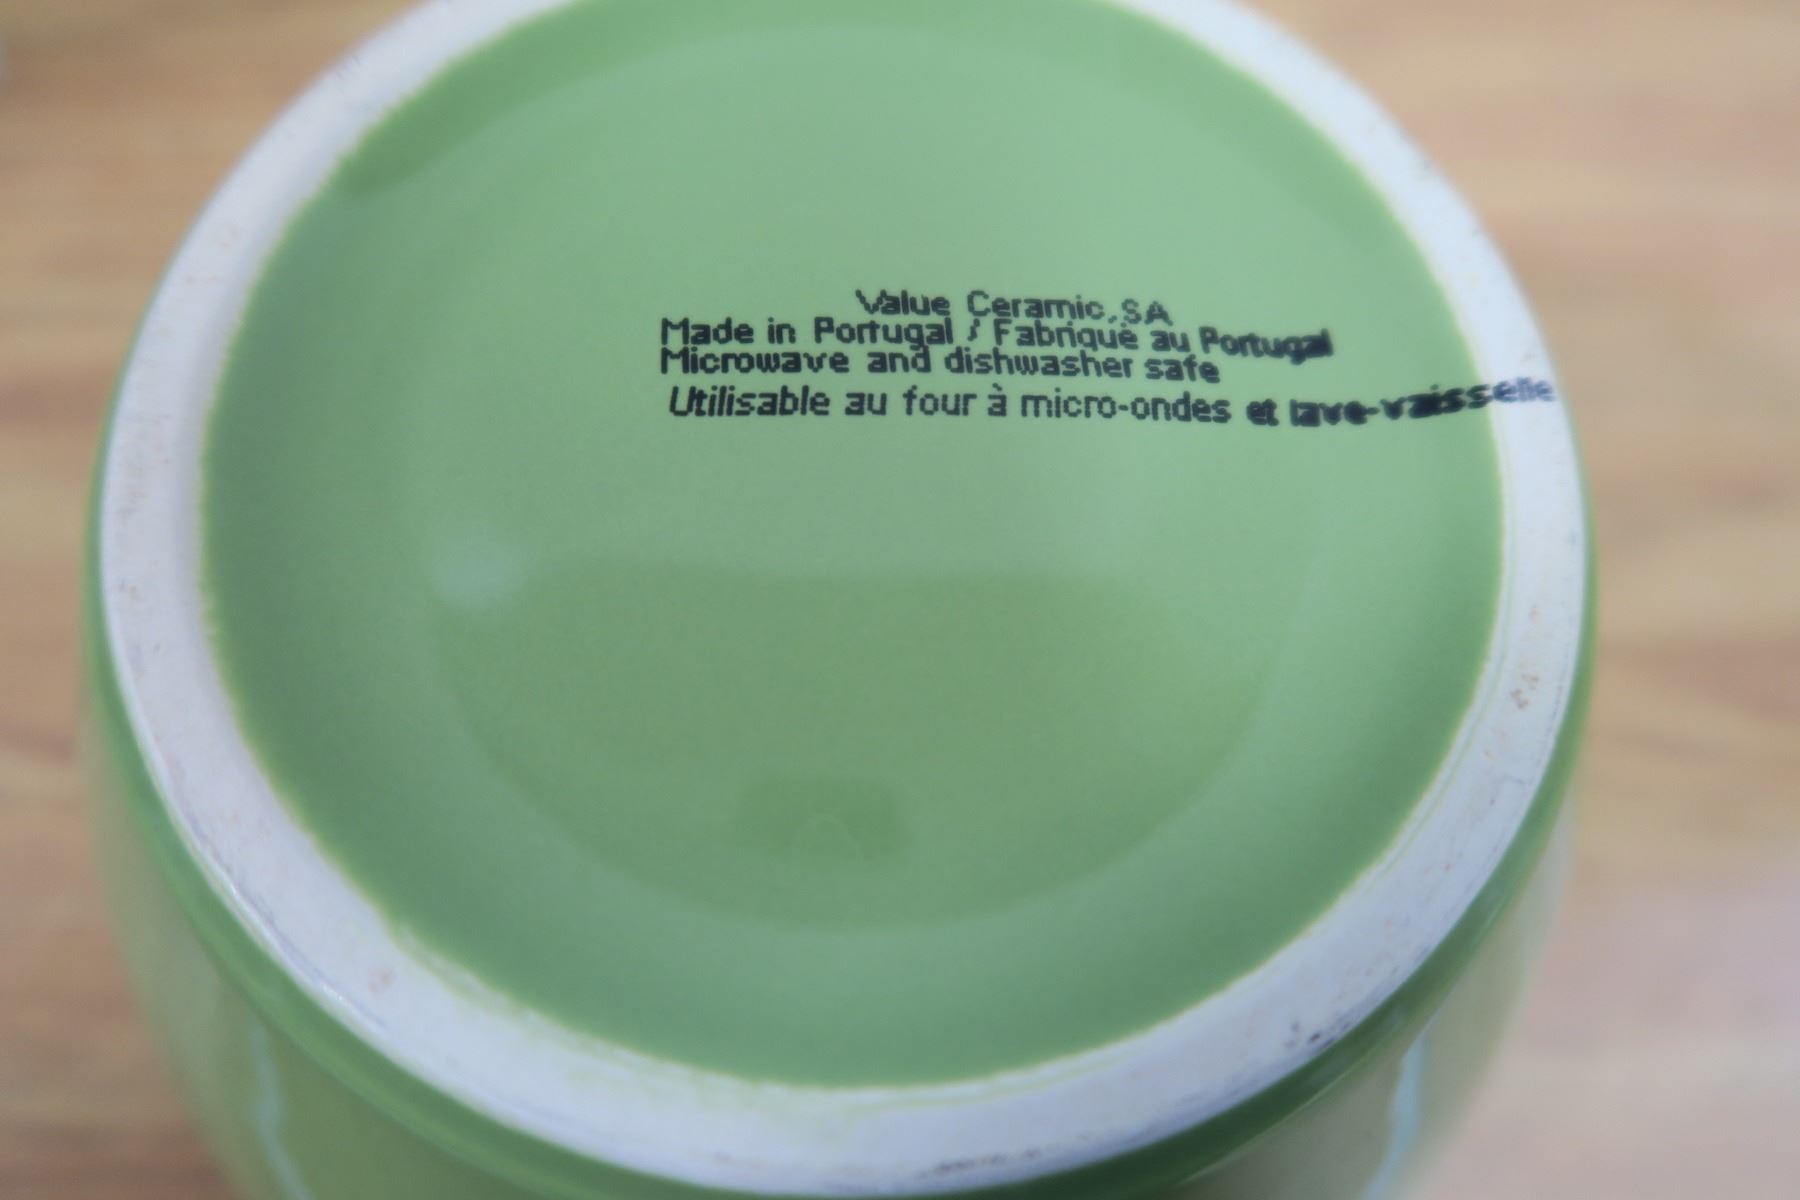 Value Ceramic, SA
Made in Portugal / Fabriqué au Portugal
Microwave and dishwasher safe
Utilisable au four à micro-ondes et lave-vaisselle